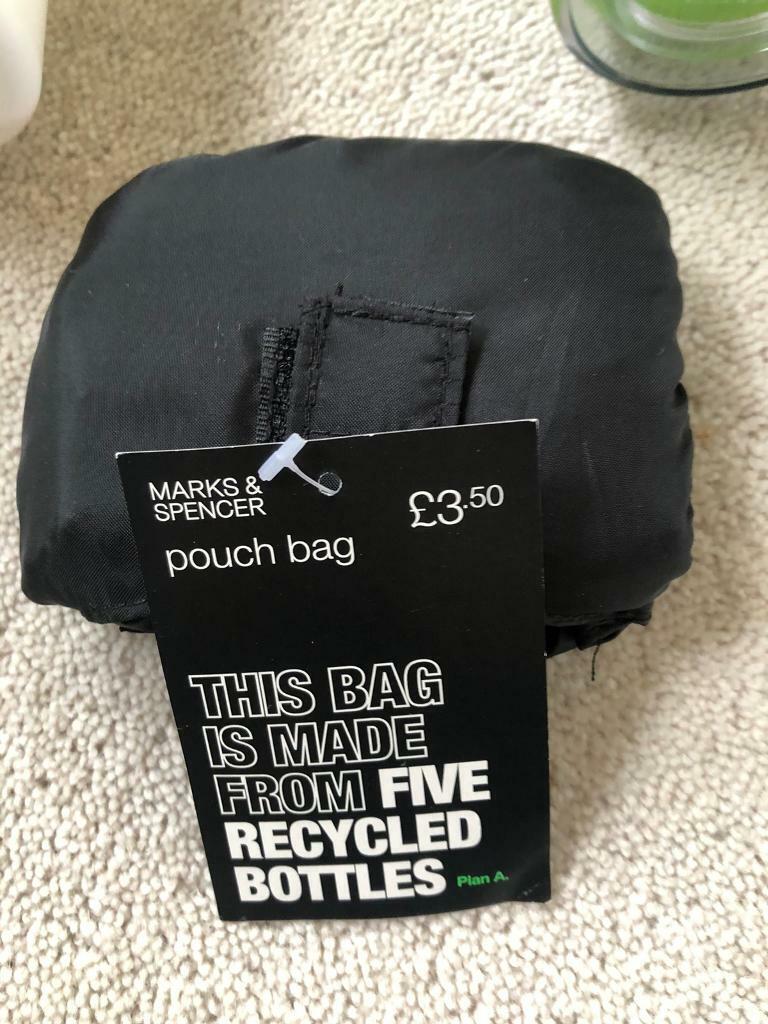 MARKS &
SPENCER
£3.50
pouch bag
THIS BAG
IS MADE
FROM FIVE
RECYCLED
BOTTLES Plan A.